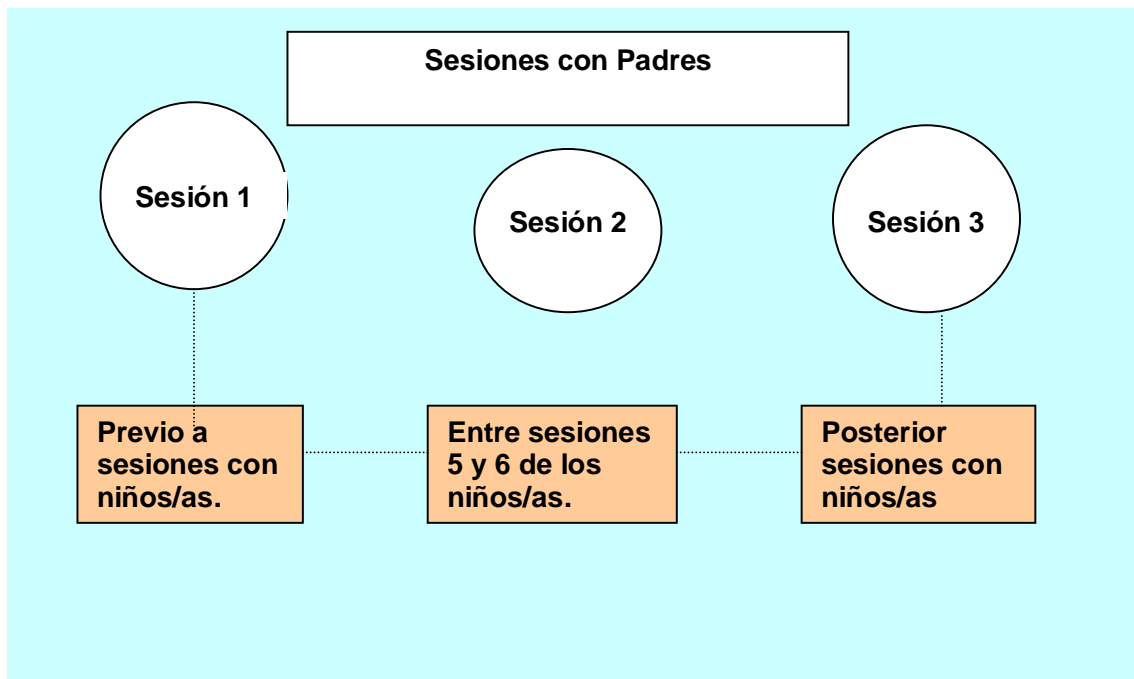 Sesiones con Padres
Sesión 1
Sesión 2
Sesión 3
Previo a
sesiones con
niños/as.
Entre sesiones
5 y 6 de los
niños/as.
Posterior
sesiones con
niños/as